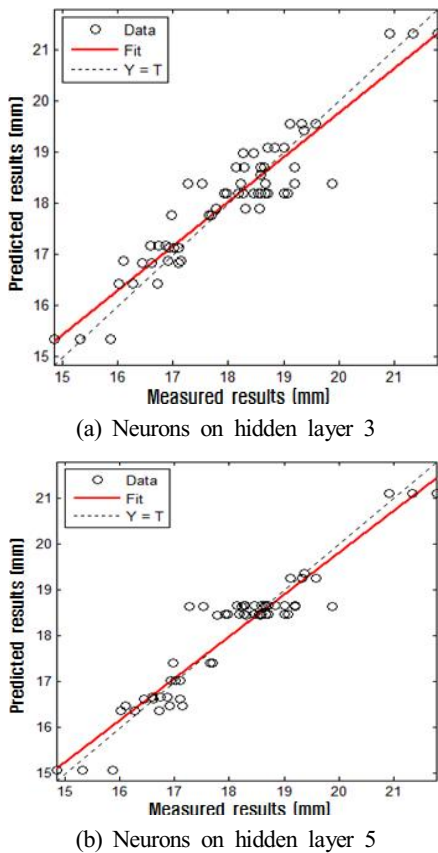 Data
Fit
Y = T
21
20
19
18
17
16
15
Predicted results (mm)
15 16 17 18 19 20 21
Measured results (mm)
(a) Neurons on hidden layer 3
Data
Fit
Y = T
21
20
19
18
17
16
15
Predicted results (mm)
15 16 17 18 19 20 21
Measured results (mm)
(b) Neurons on hidden layer 5